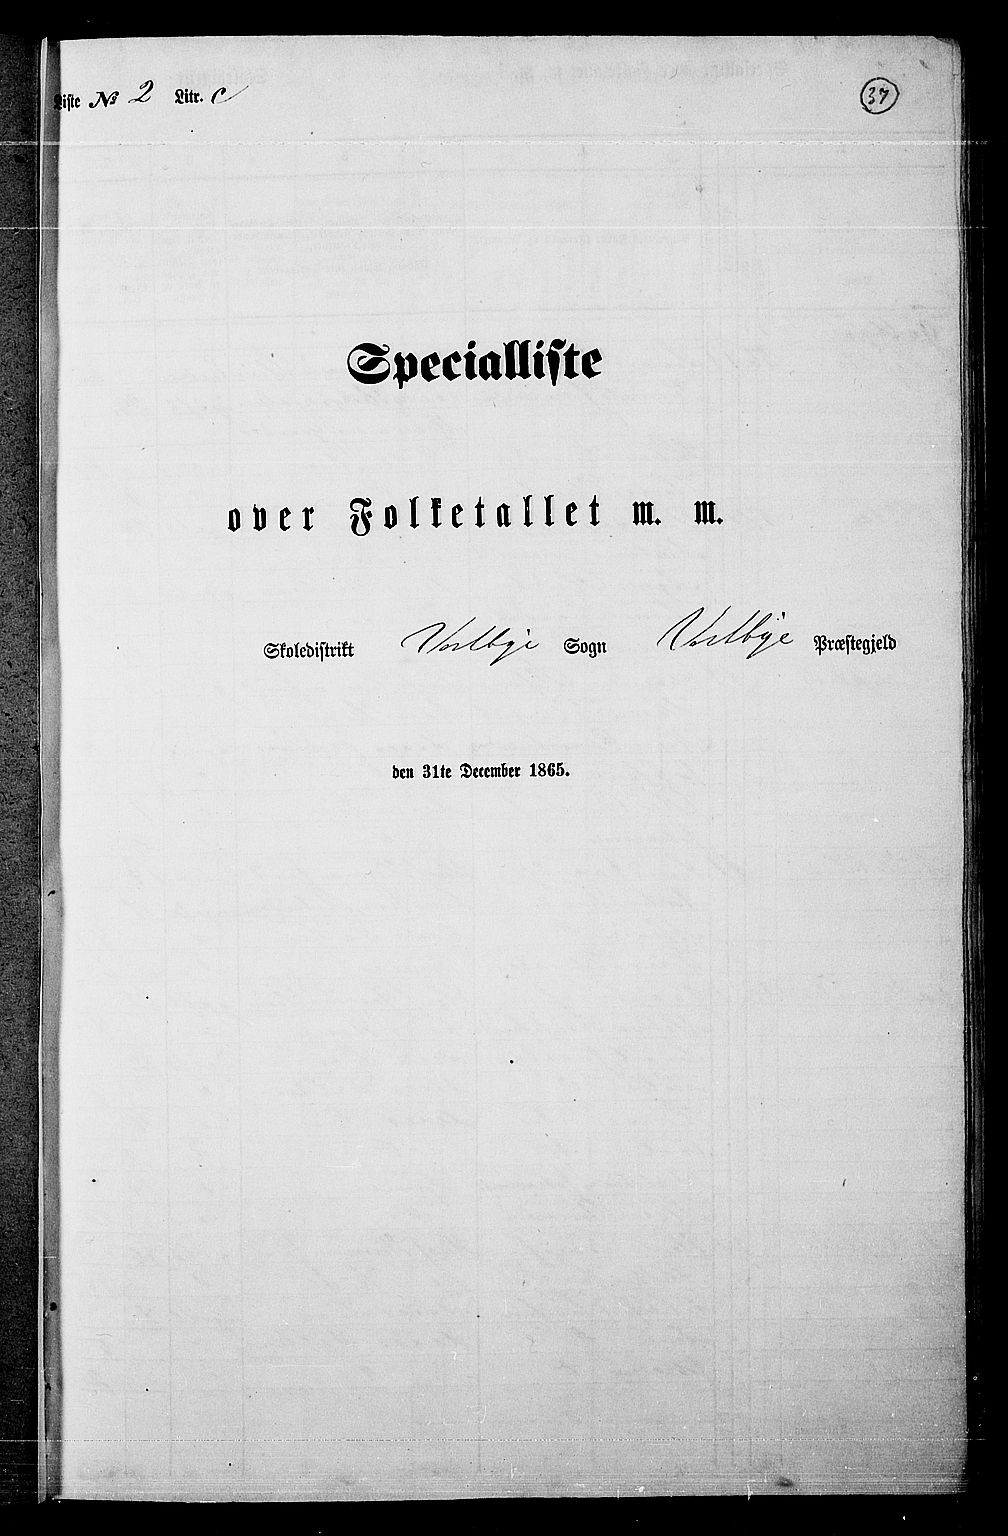 Liste № 2 Litr. c
37
Specialliste
over Folketallet m. m.
Skoledistrikt Vestbye Sogn Vestbye Præstegjeld
den 31te December 1865.